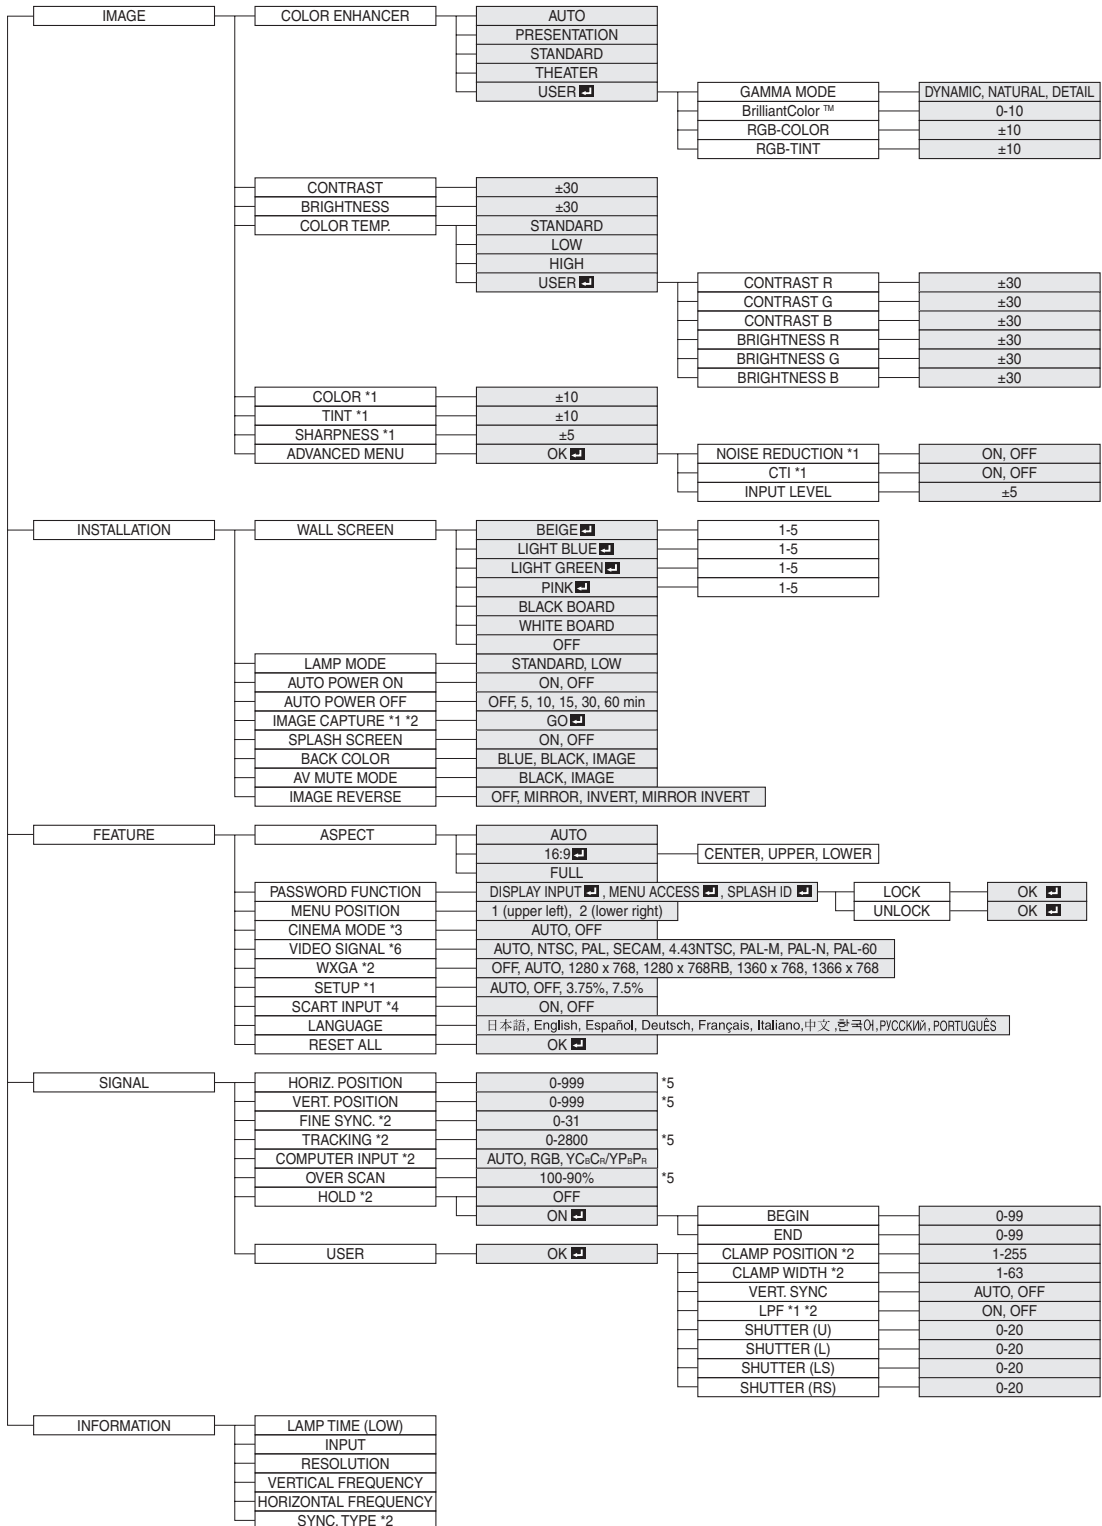 IMAGE COLOR ENHANCER AUTO
PRESENTATION
STANDARD
THEATER
USER GAMMA MODE DYNAMIC, NATURAL, DETAIL
BrilliantColor ™ 0-10
RGB-COLOR ±10
RGB-TINT ±10
CONTRAST ±30
BRIGHTNESS ±30
COLOR TEMP. STANDARD
LOW
HIGH
USER CONTRAST R ±30
CONTRAST G ±30
CONTRAST B ±30
BRIGHTNESS R ±30
BRIGHTNESS G ±30
BRIGHTNESS B ±30
COLOR *1 ±10
TINT *1 ±10
SHARPNESS *1 ±5
ADVANCED MENU OK NOISE REDUCTION *1 ON, OFF
CTI *1 ON, OFF
INPUT LEVEL ±5
INSTALLATION WALL SCREEN BEIGE 1-5
LIGHT BLUE 1-5
LIGHT GREEN 1-5
PINK 1-5
BLACK BOARD
WHITE BOARD
OFF
LAMP MODE STANDARD, LOW
AUTO POWER ON ON, OFF
AUTO POWER OFF OFF, 5, 10, 15, 30, 60 min
IMAGE CAPTURE *1 *2 GO
SPLASH SCREEN ON, OFF
BACK COLOR BLUE, BLACK, IMAGE
AV MUTE MODE BLACK, IMAGE
IMAGE REVERSE OFF, MIRROR, INVERT, MIRROR INVERT
FEATURE ASPECT AUTO
16:9 CENTER, UPPER, LOWER
FULL
PASSWORD FUNCTION DISPLAY INPUT , MENU ACCESS , SPLASH ID LOCK OK
MENU POSITION 1 (upper left), 2 (lower right) UNLOCK OK
CINEMA MODE *3 AUTO, OFF
VIDEO SIGNAL *6 AUTO, NTSC, PAL, SECAM, 4.43NTSC, PAL-M, PAL-N, PAL-60
WXGA *2 OFF, AUTO, 1280 x 768, 1280 x 768RB, 1360 x 768, 1366 x 768
SETUP *1 AUTO, OFF, 3.75%, 7.5%
SCART INPUT *4 ON, OFF
LANGUAGE 日本語, English, Español, Deutsch, Français, Italiano,中文 ,한국어,РУССКИЙ, PORTUGUÊS
RESET ALL OK
SIGNAL HORIZ. POSITION 0-999 *5
VERT. POSITION 0-999 *5
FINE SYNC. *2 0-31
TRACKING *2 0-2800 *5
COMPUTER INPUT *2 AUTO, RGB, YCBCR/YPBPR
OVER SCAN 100-90% *5
HOLD *2 OFF
ON BEGIN 0-99
END 0-99
USER OK CLAMP POSITION *2 1-255
CLAMP WIDTH *2 1-63
VERT. SYNC AUTO, OFF
LPF *1 *2 ON, OFF
SHUTTER (U) 0-20
SHUTTER (L) 0-20
SHUTTER (LS) 0-20
SHUTTER (RS) 0-20
INFORMATION LAMP TIME (LOW)
INPUT
RESOLUTION
VERTICAL FREQUENCY
HORIZONTAL FREQUENCY
SYNC. TYPE *2